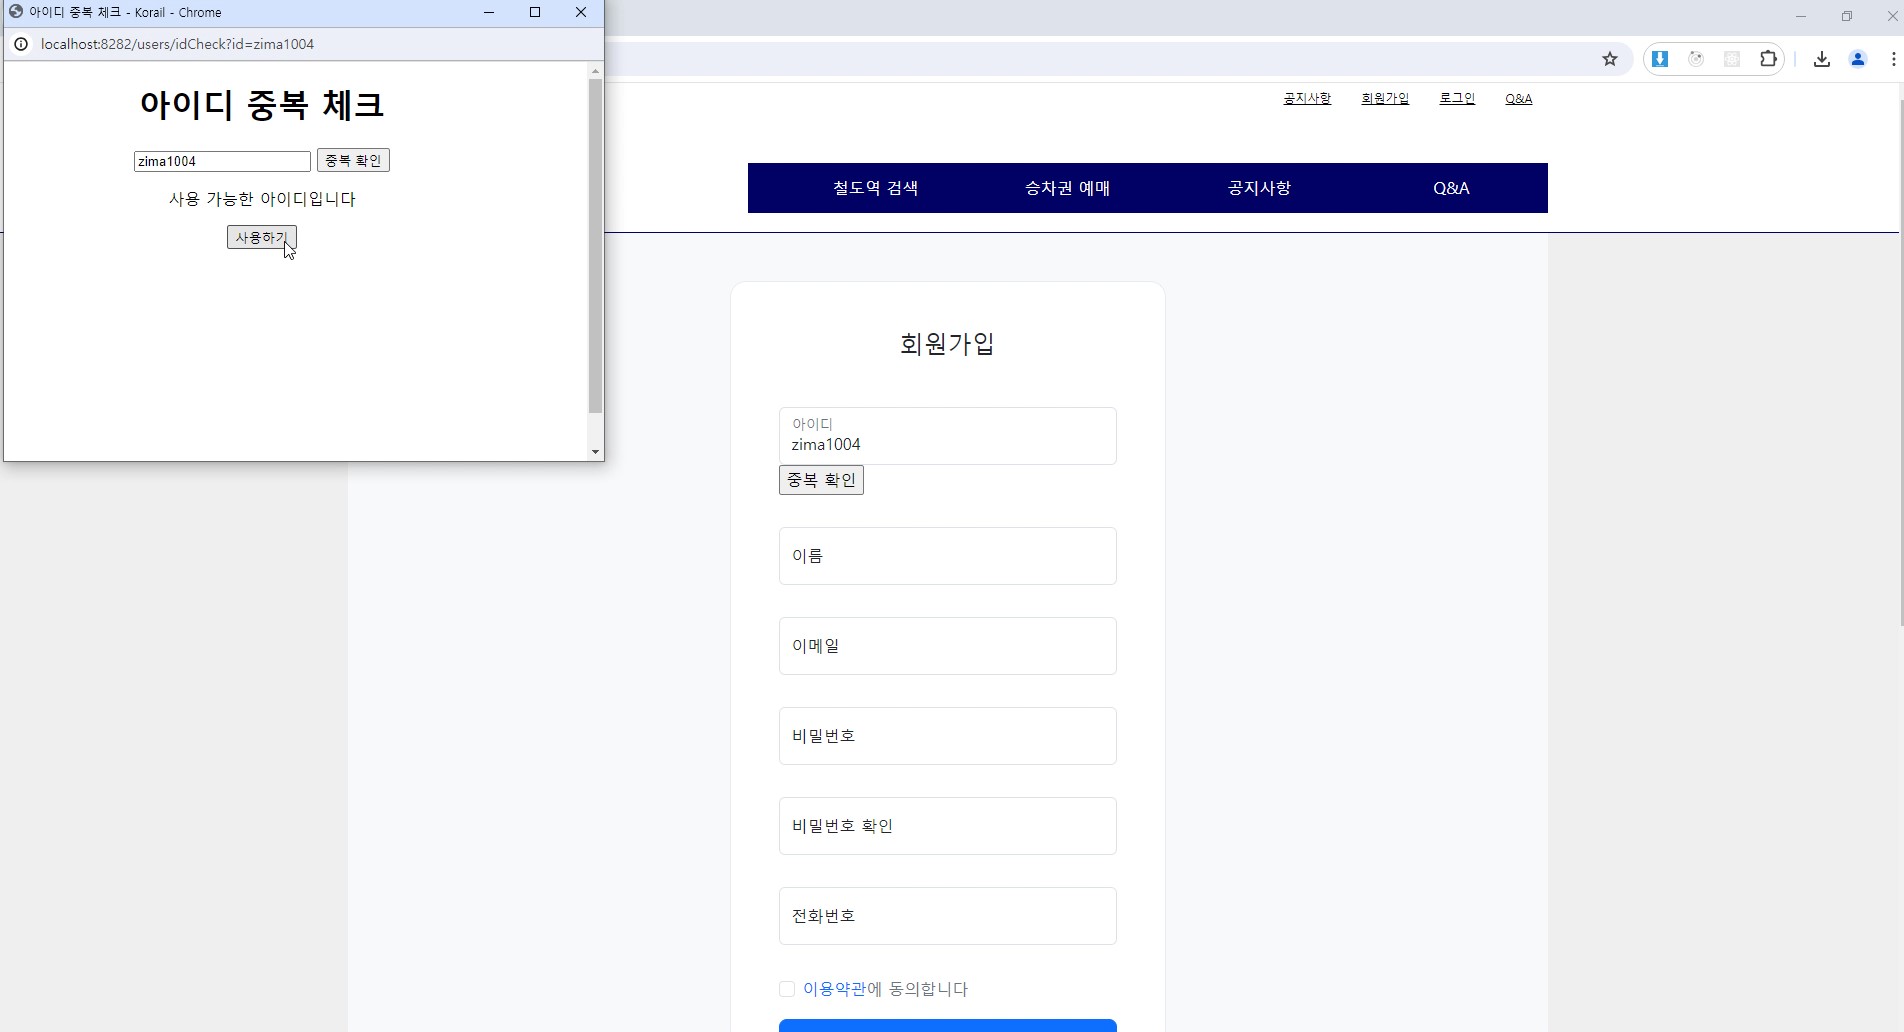 아이디 중복 체크 - Korail - Chrome
localhost:8282/users/idCheck?id=zima1004
아이디 중복 체크
zima1004 중복 확인
사용 가능한 아이디입니다
사용하기
공지사항 회원가입 로그인 Q&A
철도역 검색 승차권 예매 공지사항 Q&A
회원가입
아이디
zima1004
중복 확인
이름
이메일
비밀번호
비밀번호 확인
전화번호
이용약관에 동의합니다